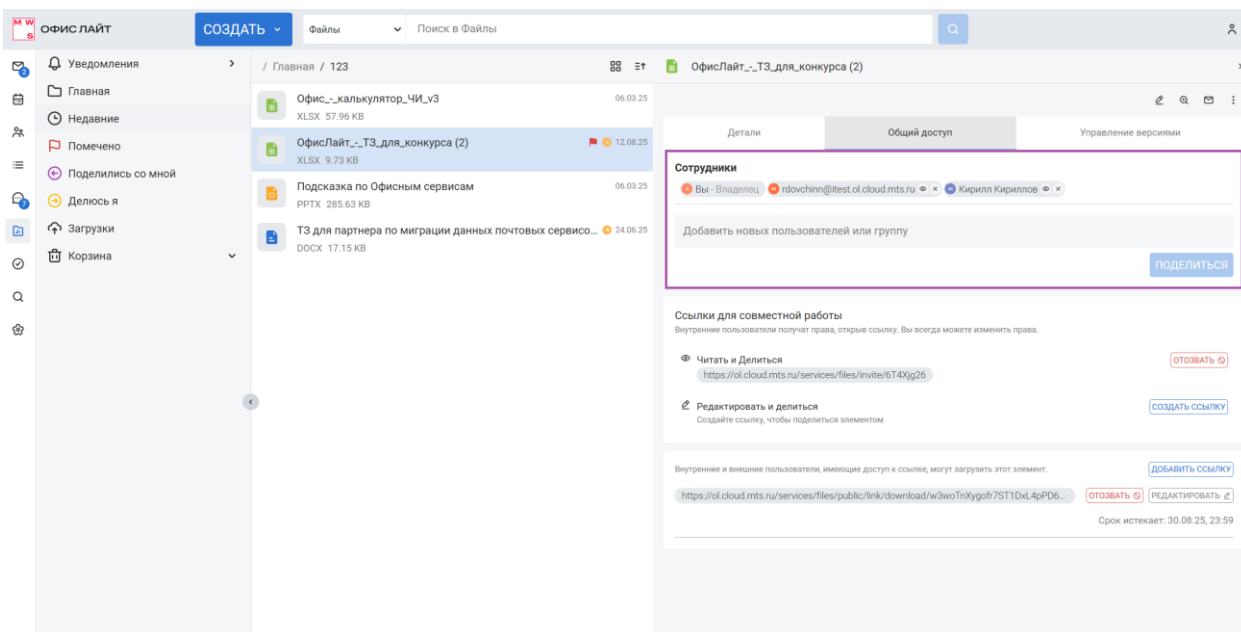 MWS ОФИС ЛАЙТ
СОЗДАТЬ
Файлы
Поиск в Файлы
2
7
Уведомления
Главная
Недавние
Помечено
Поделились со мной
Делюсь я
Загрузки
Корзина
/ Главная / 123
Офис_-_калькулятор_ЧИ_v3
06.03.25
XLSX 57.96 KB
ОфисЛайт_-_ТЗ_для_конкурса (2)
12.08.25
XLSX 9.73 KB
Подсказка по Офисным сервисам
06.03.25
PPTX 285.63 KB
ТЗ для партнера по миграции данных почтовых сервисо...
24.06.25
DOCX 17.15 KB
ОфисЛайт_-_ТЗ_для_конкурса (2)
Детали
Общий доступ
Управление версиями
Сотрудники
Вы - Владелец
rdovchinn@itest.ol.cloud.mts.ru
Кирилл Кириллов
Добавить новых пользователей или группу
ПОДЕЛИТЬСЯ
Ссылки для совместной работы
Внутренние пользователи получат права, открыв ссылку. Вы всегда можете изменить права.
Читать и Делиться
ОТОЗВАТЬ
https://ol.cloud.mts.ru/services/files/invite/6T4Xjg26
Редактировать и делиться
СОЗДАТЬ ССЫЛКУ
Создайте ссылку, чтобы поделиться элементом
Внутренние и внешние пользователи, имеющие доступ к ссылке, могут загрузить этот элемент.
ДОБАВИТЬ ССЫЛКУ
https://ol.cloud.mts.ru/services/files/public/link/download/w3woTnXygofr7ST1DxL4pPD6...
ОТОЗВАТЬ
РЕДАКТИРОВАТЬ
Срок истекает: 30.08.25, 23:59